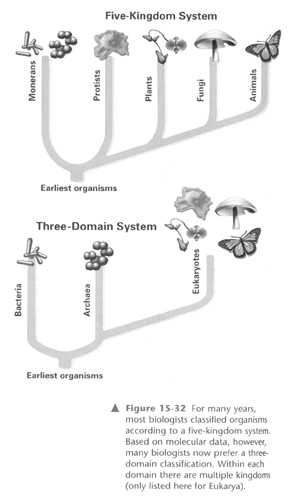 Five-Kingdom System
Monerans
Protists
Plants
Fungi
Animals
Earliest organisms
Three-Domain System
Bacteria
Archaea
Eukaryotes
Earliest organisms
▲ Figure 15-32 For many years,
most biologists classified organisms
according to a five-kingdom system.
Based on molecular data, however,
many biologists now prefer a three-
domain classification. Within each
domain there are multiple kingdoms
(only listed here for Eukarya).